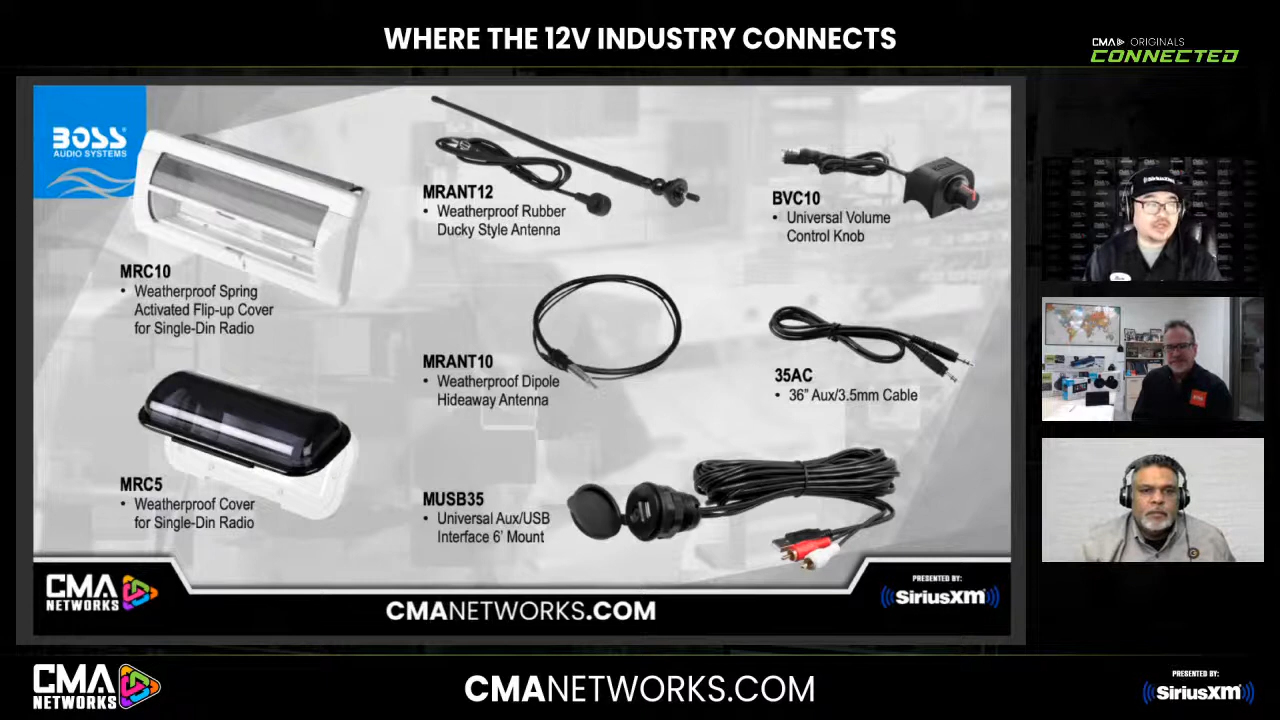 WHERE THE 12V INDUSTRY CONNECTS
CMA ORIGINALS
CONNECTED
BOSS
AUDIO SYSTEMS
MRC10
• Weatherproof Spring
Activated Flip-up Cover
for Single-Din Radio
MRC5
• Weatherproof Cover
for Single-Din Radio
MRANT12
• Weatherproof Rubber
Ducky Style Antenna
MRANT10
• Weatherproof Dipole
Hideaway Antenna
MUSB35
• Universal Aux/USB
Interface 6' Mount
BVC10
• Universal Volume
Control Knob
35AC
• 36" Aux/3.5mm Cable
CMA
NETWORKS
CMANETWORKS.COM
PRESENTED BY:
SiriusXM
CMA
NETWORKS
CMANETWORKS.COM
PRESENTED BY:
SiriusXM